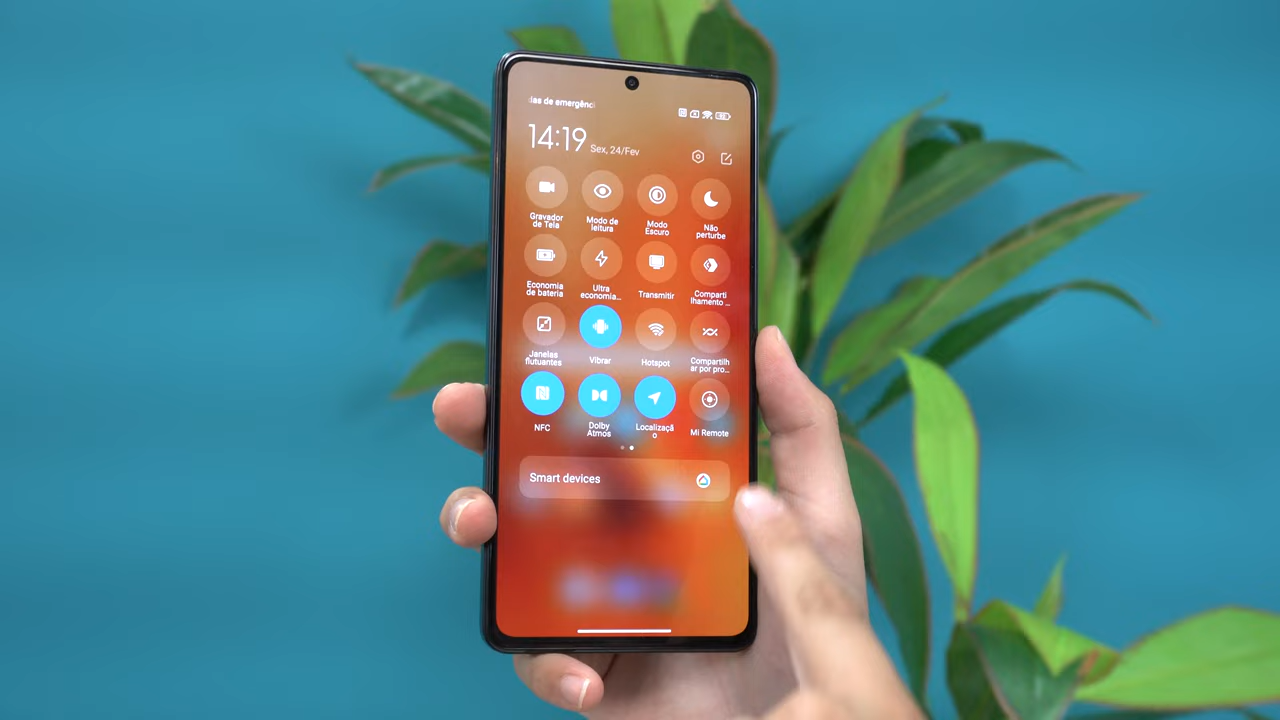 das de emergênci
14:19 Sex, 24/Fev
Gravador de Tela
Modo de leitura
Modo Escuro
Não perturbe
Economia de bateria
Ultra economia...
Transmitir
Comparti lhamento ...
Janelas flutuantes
Vibrar
Hotspot
Compartilh ar por pro...
NFC
Dolby Atmos
Localizaçã o
Mi Remote
Smart devices